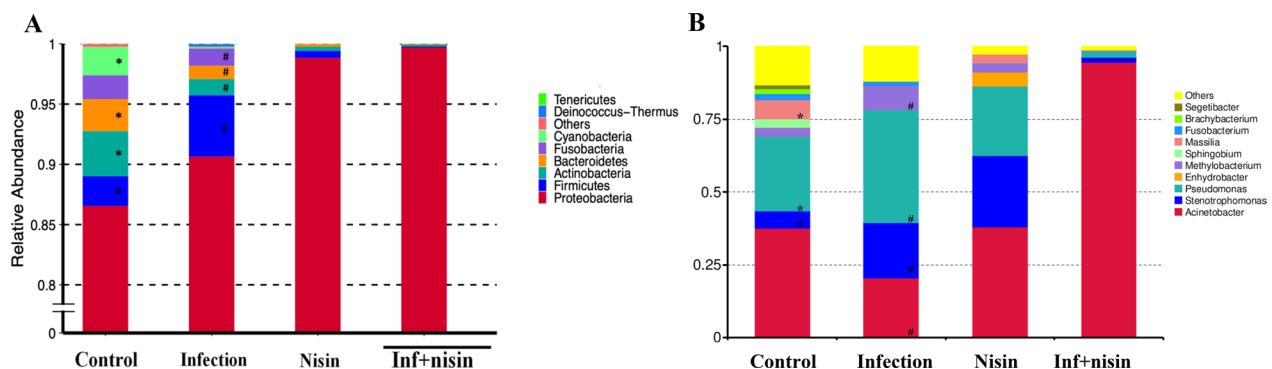 A
Relative Abundance
1
0.95
0.9
0.85
0.8
0
*
*
*
*
#
#
#
#
Control
Infection
Nisin
Inf+nisin
Tenericutes
Deinococcus-Thermus
Others
Cyanobacteria
Fusobacteria
Bacteroidetes
Actinobacteria
Firmicutes
Proteobacteria
B
1
0.75
0.5
0.25
0
*
*
*
#
#
#
#
Control
Infection
Nisin
Inf+nisin
Others
Segetibacter
Brachybacterium
Fusobacterium
Massilia
Sphingobium
Methylobacterium
Enhydrobacter
Pseudomonas
Stenotrophomonas
Acinetobacter